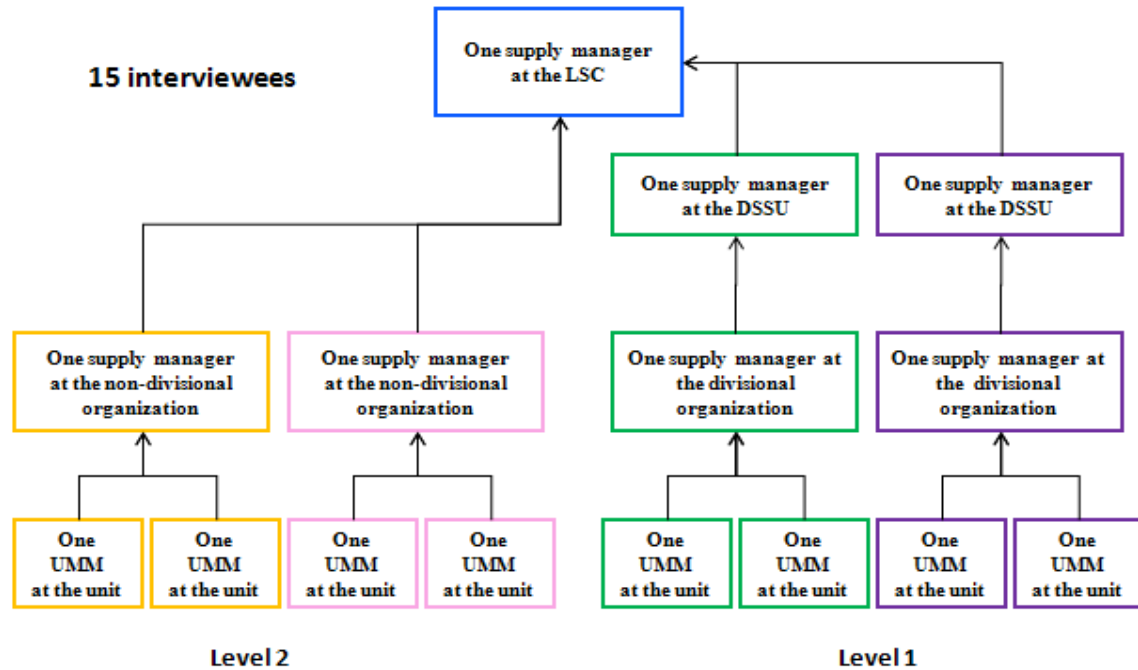 One supply manager
at the LSC
15 interviewees
One supply manager
at the DSSU
One supply manager
at the DSSU
One supply manager
at the non-divisional
organization
One supply manager
at the non-divisional
organization
One supply manager at
the divisional
organization
One supply manager at
the divisional
organization
One
UMM
at the unit
One
UMM
at the unit
One
UMM
at the unit
One
UMM
at the unit
One
UMM
at the unit
One
UMM
at the unit
One
UMM
at the unit
One
UMM
at the unit
Level 2
Level 1